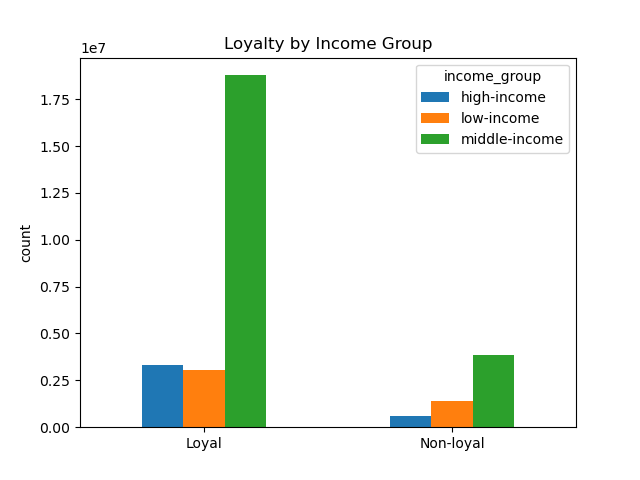 Loyalty by Income Group
1e7
income_group
high-income
low-income
middle-income
1.75
1.50
1.25
1.00
0.75
0.50
0.25
0.00
count
Loyal
Non-loyal